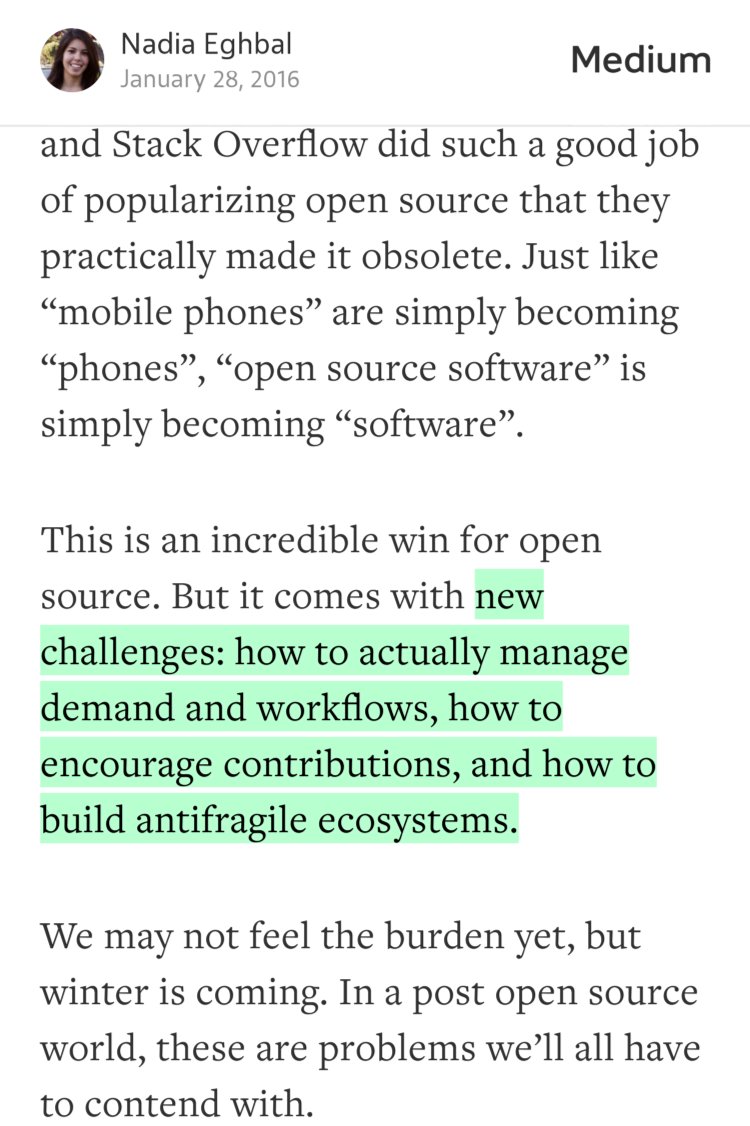 Nadia Eghbal
January 28, 2016
Medium
and Stack Overflow did such a good job
of popularizing open source that they
practically made it obsolete. Just like
“mobile phones” are simply becoming
“phones”, “open source software” is
simply becoming “software”.
This is an incredible win for open
source. But it comes with new
challenges: how to actually manage
demand and workflows, how to
encourage contributions, and how to
build antifragile ecosystems.
We may not feel the burden yet, but
winter is coming. In a post open source
world, these are problems we’ll all have
to contend with.